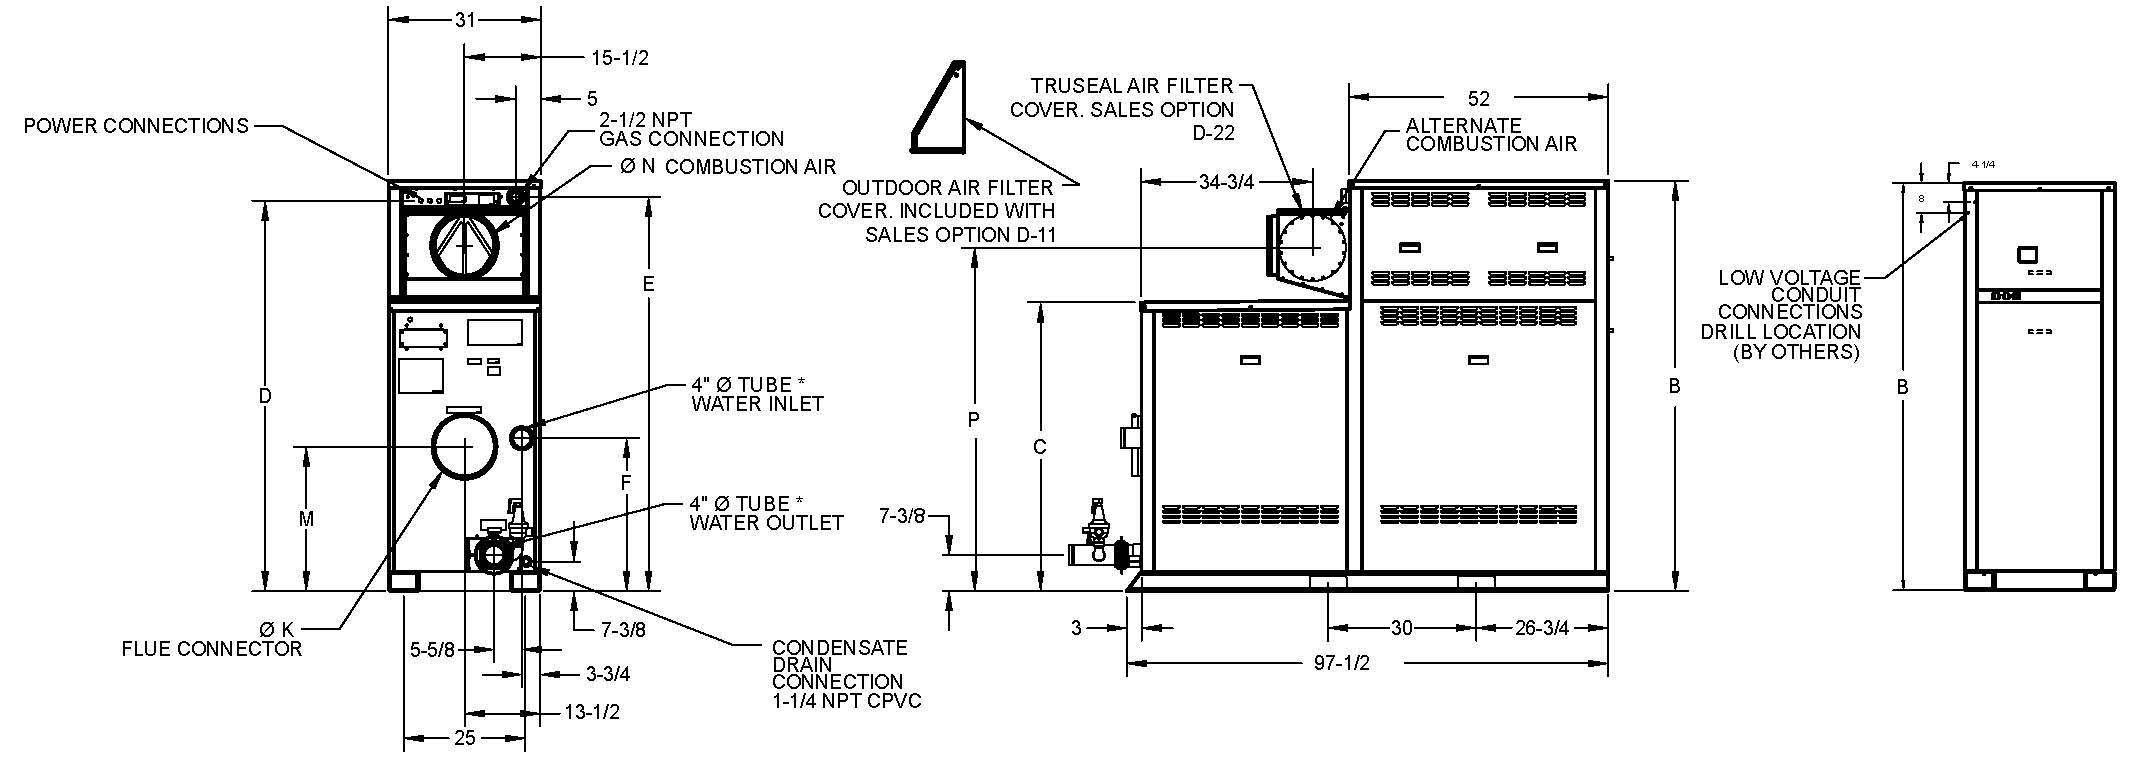 31
15-1/2
5
POWER CONNECTIONS
2-1/2 NPT
GAS CONNECTION
Ø N COMBUSTION AIR
D
E
4" Ø TUBE *
WATER INLET
F
M
4" Ø TUBE *
WATER OUTLET
Ø K
FLUE CONNECTOR
7-3/8
5-5/8
3-3/4
13-1/2
25
CONDENSATE
DRAIN
CONNECTION
1-1/4 NPT CPVC
TRUSEAL AIR FILTER
COVER. SALES OPTION
D-22
52
ALTERNATE
COMBUSTION AIR
OUTDOOR AIR FILTER
COVER. INCLUDED WITH
SALES OPTION D-11
34-3/4
P
C
B
7-3/8
3
30
26-3/4
97-1/2
4 1/4
8
LOW VOLTAGE
CONDUIT
CONNECTIONS
DRILL LOCATION
(BY OTHERS)
B